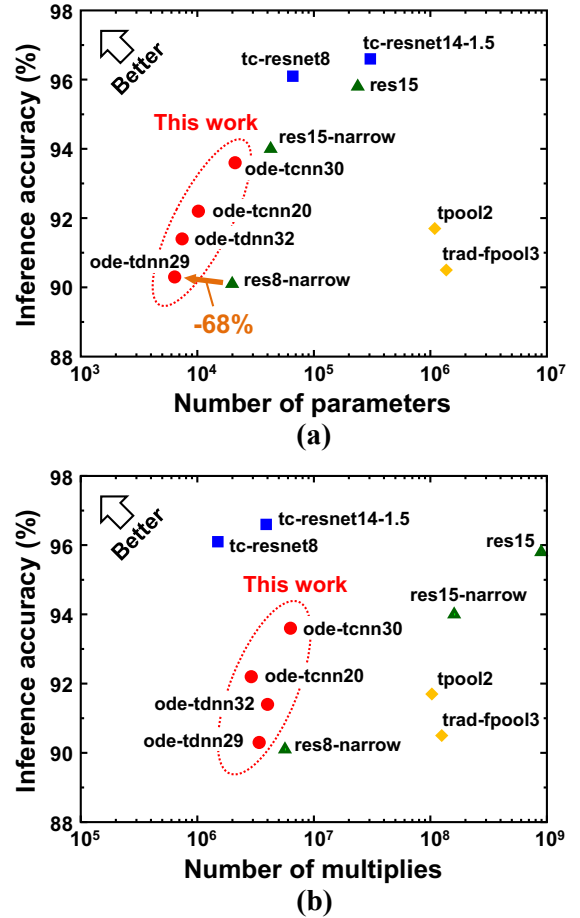 98
96
94
92
90
88
Inference accuracy (%)
Better
tc-resnet14-1.5
tc-resnet8
res15
This work
res15-narrow
ode-tcnn30
ode-tcnn20
tpool2
ode-tdnn32
ode-tdnn29
trad-fpool3
res8-narrow
-68%
10³ 10⁴ 10⁵ 10⁶ 10⁷
Number of parameters
(a)
98
96
94
92
90
88
Inference accuracy (%)
Better
tc-resnet14-1.5
tc-resnet8
res15
This work
res15-narrow
ode-tcnn30
ode-tcnn20
tpool2
ode-tdnn32
trad-fpool3
ode-tdnn29
res8-narrow
10⁵ 10⁶ 10⁷ 10⁸ 10⁹
Number of multiplies
(b)